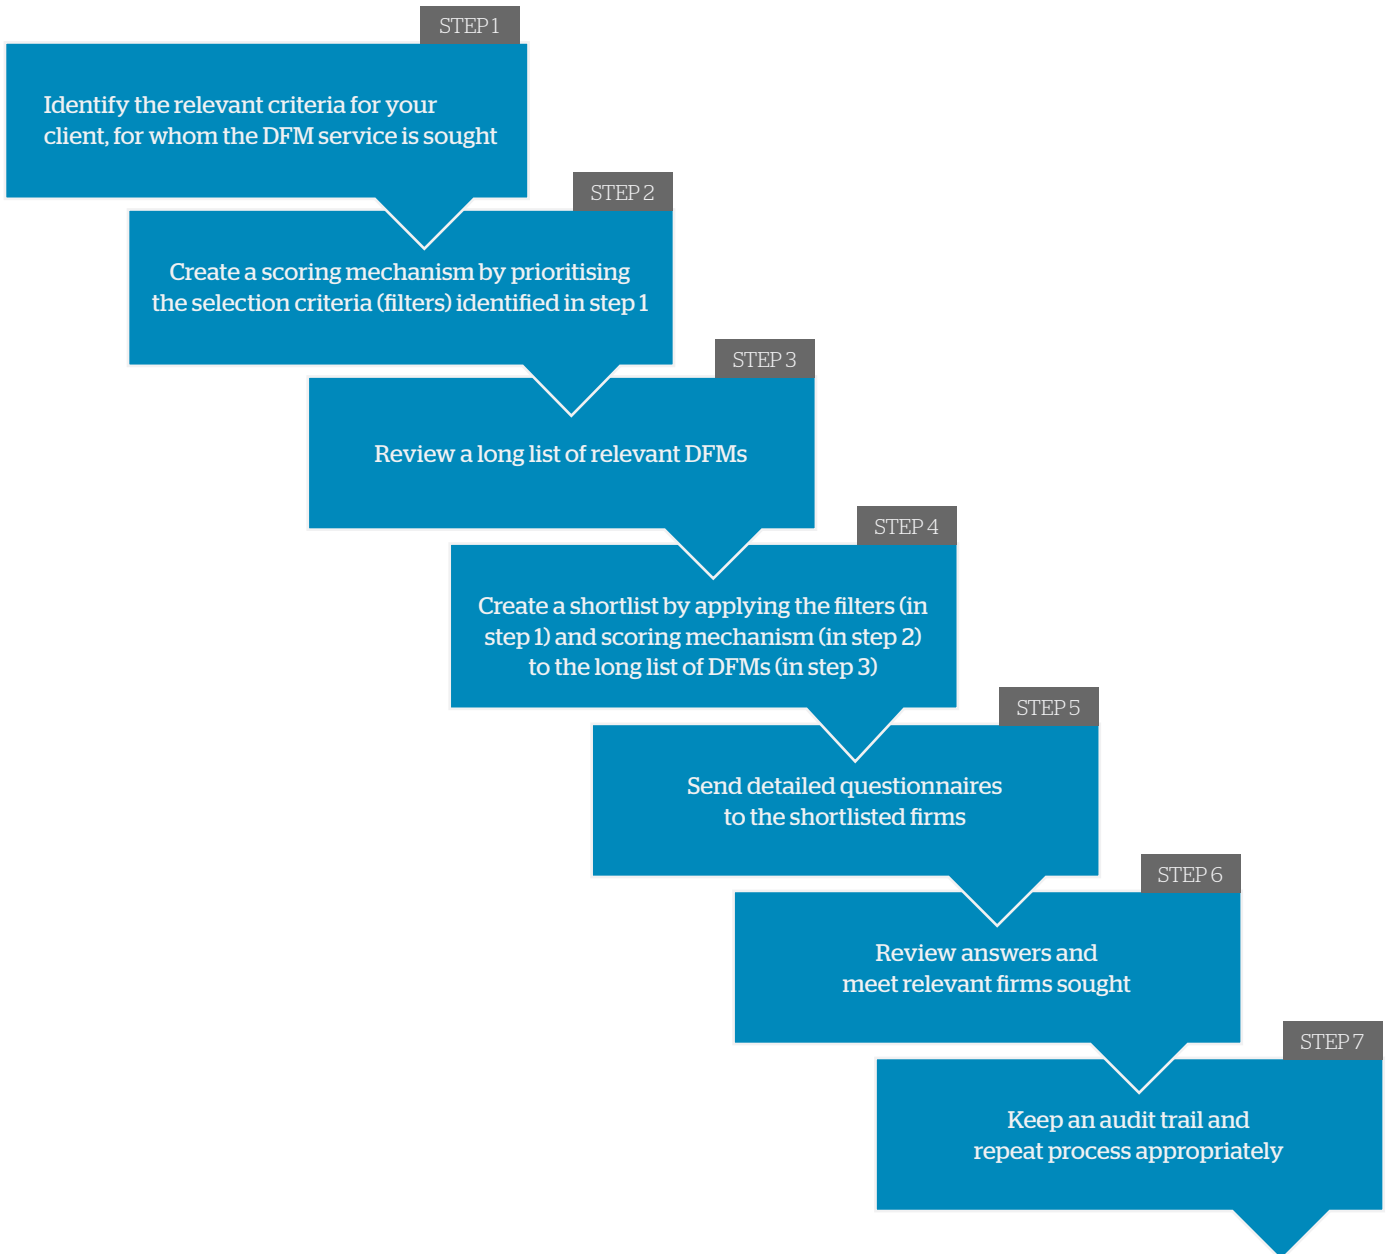 STEP 1
Identify the relevant criteria for your
client, for whom the DFM service is sought
STEP 2
Create a scoring mechanism by prioritising
the selection criteria (filters) identified in step 1
STEP 3
Review a long list of relevant DFMs
STEP 4
Create a shortlist by applying the filters (in
step 1) and scoring mechanism (in step 2)
to the long list of DFMs (in step 3)
STEP 5
Send detailed questionnaires
to the shortlisted firms
STEP 6
Review answers and
meet relevant firms sought
STEP 7
Keep an audit trail and
repeat process appropriately